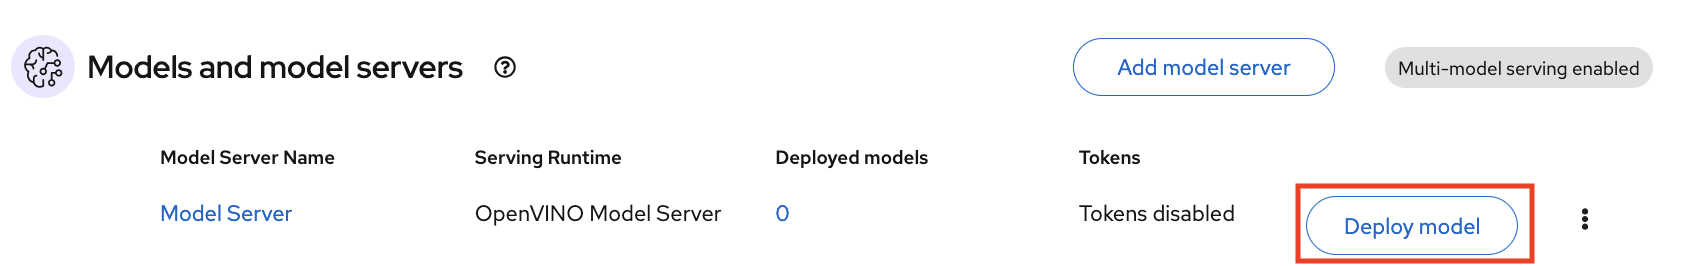 Models and model servers
Add model server
Multi-model serving enabled
Model Server Name Serving Runtime Deployed models Tokens
Model Server OpenVINO Model Server 0 Tokens disabled Deploy model